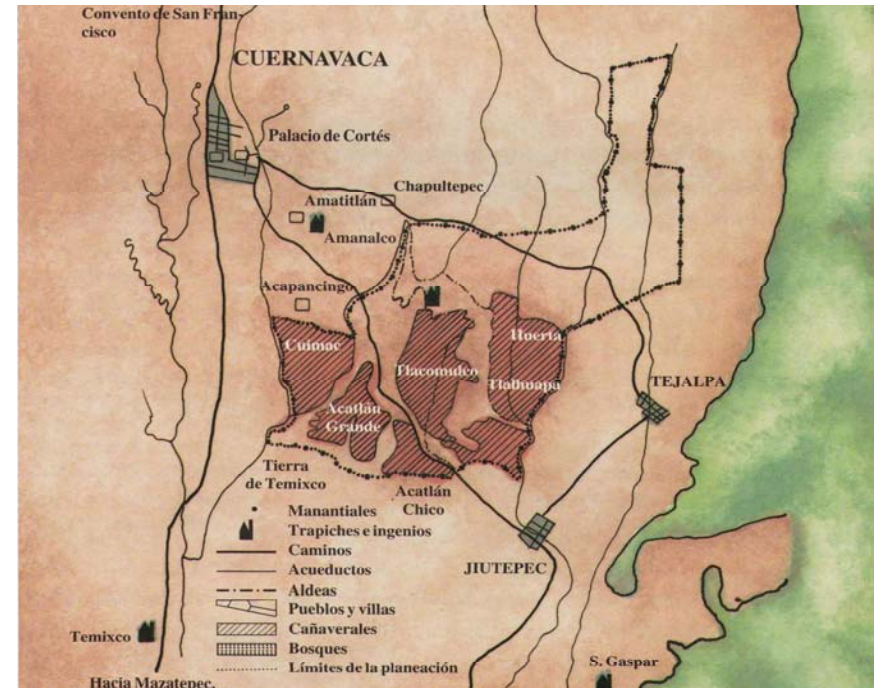 Convento de San Fran-
cisco
CUERNAVACA
Palacio de Cortés
Chapultepec
Amatitlán
Amanalco
Acapancingo
Cuimac
Huerta
Tlacomulco
Tlalhuapa
TEJALPA
Acatlán
Grande
Tierra
de Temixco
Acatlán
Chico
Manantiales
Trapiches e ingenios
Caminos
JIUTEPEC
Acueductos
Aldeas
Pueblos y villas
Cañaverales
Bosques
Límites de la planeación
Temixco
S. Gaspar
Hacia Mazatepec.